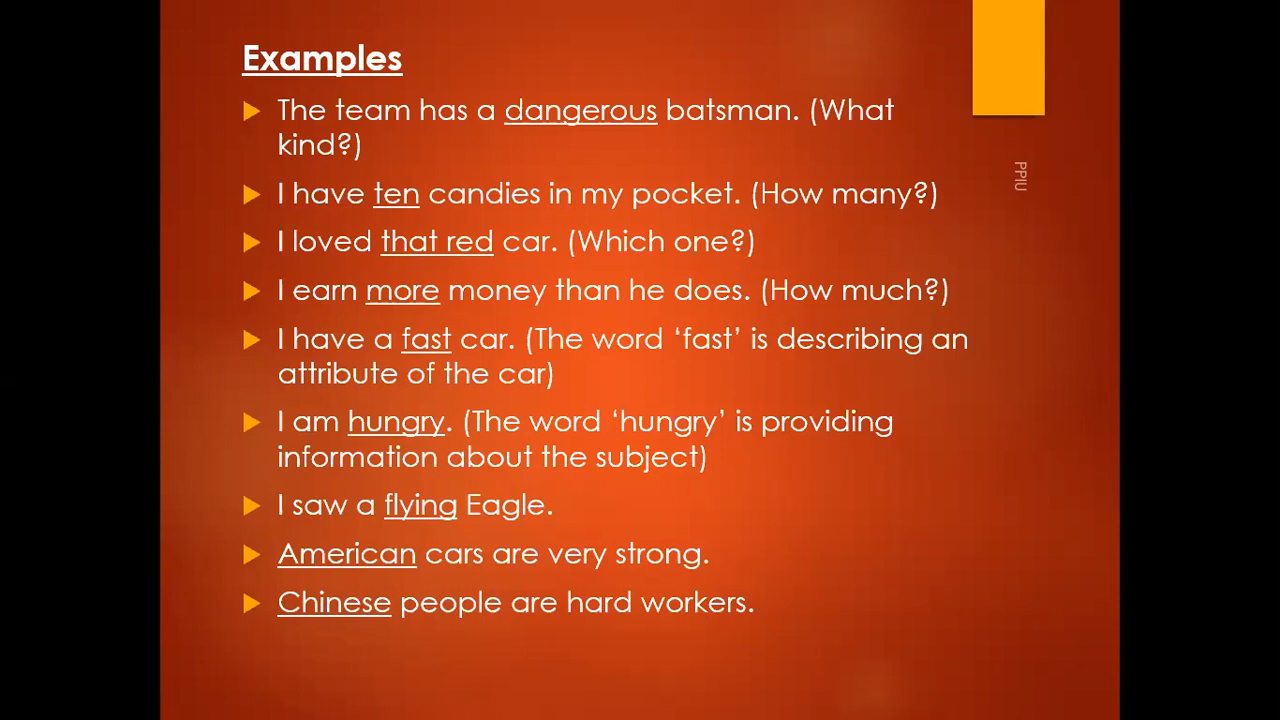 Examples
The team has a dangerous batsman. (What
kind?)
I have ten candies in my pocket. (How many?)
I loved that red car. (Which one?)
I earn more money than he does. (How much?)
I have a fast car. (The word ‘fast’ is describing an
attribute of the car)
I am hungry. (The word ‘hungry’ is providing
information about the subject)
I saw a flying Eagle.
American cars are very strong.
Chinese people are hard workers.
PPIU